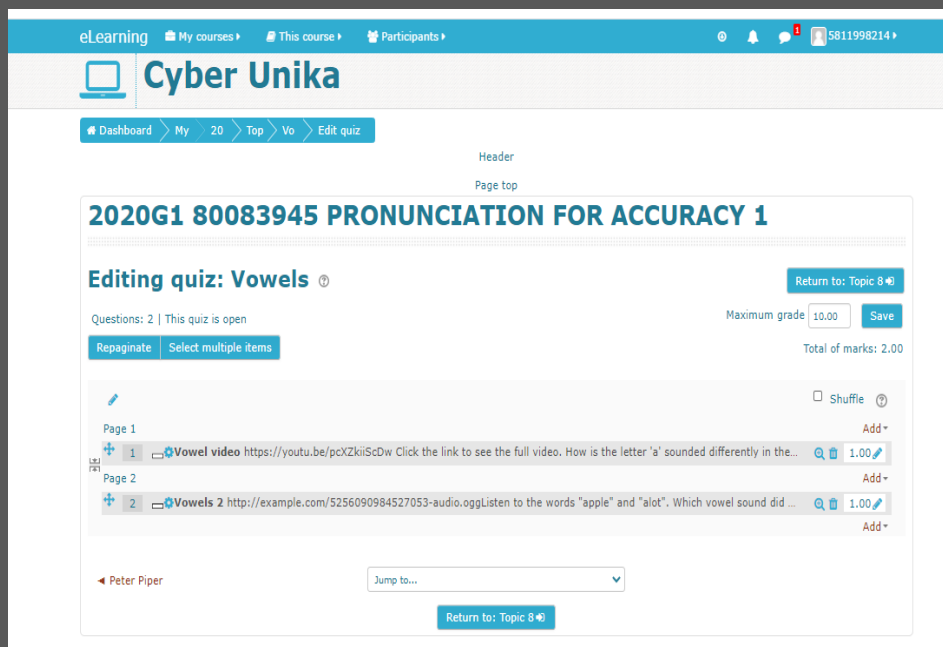 eLearning My courses This course Participants 1 5811998214
Cyber Unika
Dashboard My 20 Top Vo Edit quiz
Header
Page top
2020G1 80083945 PRONUNCIATION FOR ACCURACY 1
Editing quiz: Vowels
Return to: Topic 8
Questions: 2 | This quiz is open
Maximum grade 10.00 Save
Repaginate Select multiple items
Total of marks: 2.00
Shuffle
Page 1 Add
1 Vowel video https://youtu.be/pcXZkiiScDw Click the link to see the full video. How is the letter 'a' sounded differently in the... 1.00
Page 2 Add
2 Vowels 2 http://example.com/5256090984527053-audio.oggListen to the words "apple" and "alot". Which vowel sound did ... 1.00
Add
◄ Peter Piper
Jump to...
Return to: Topic 8